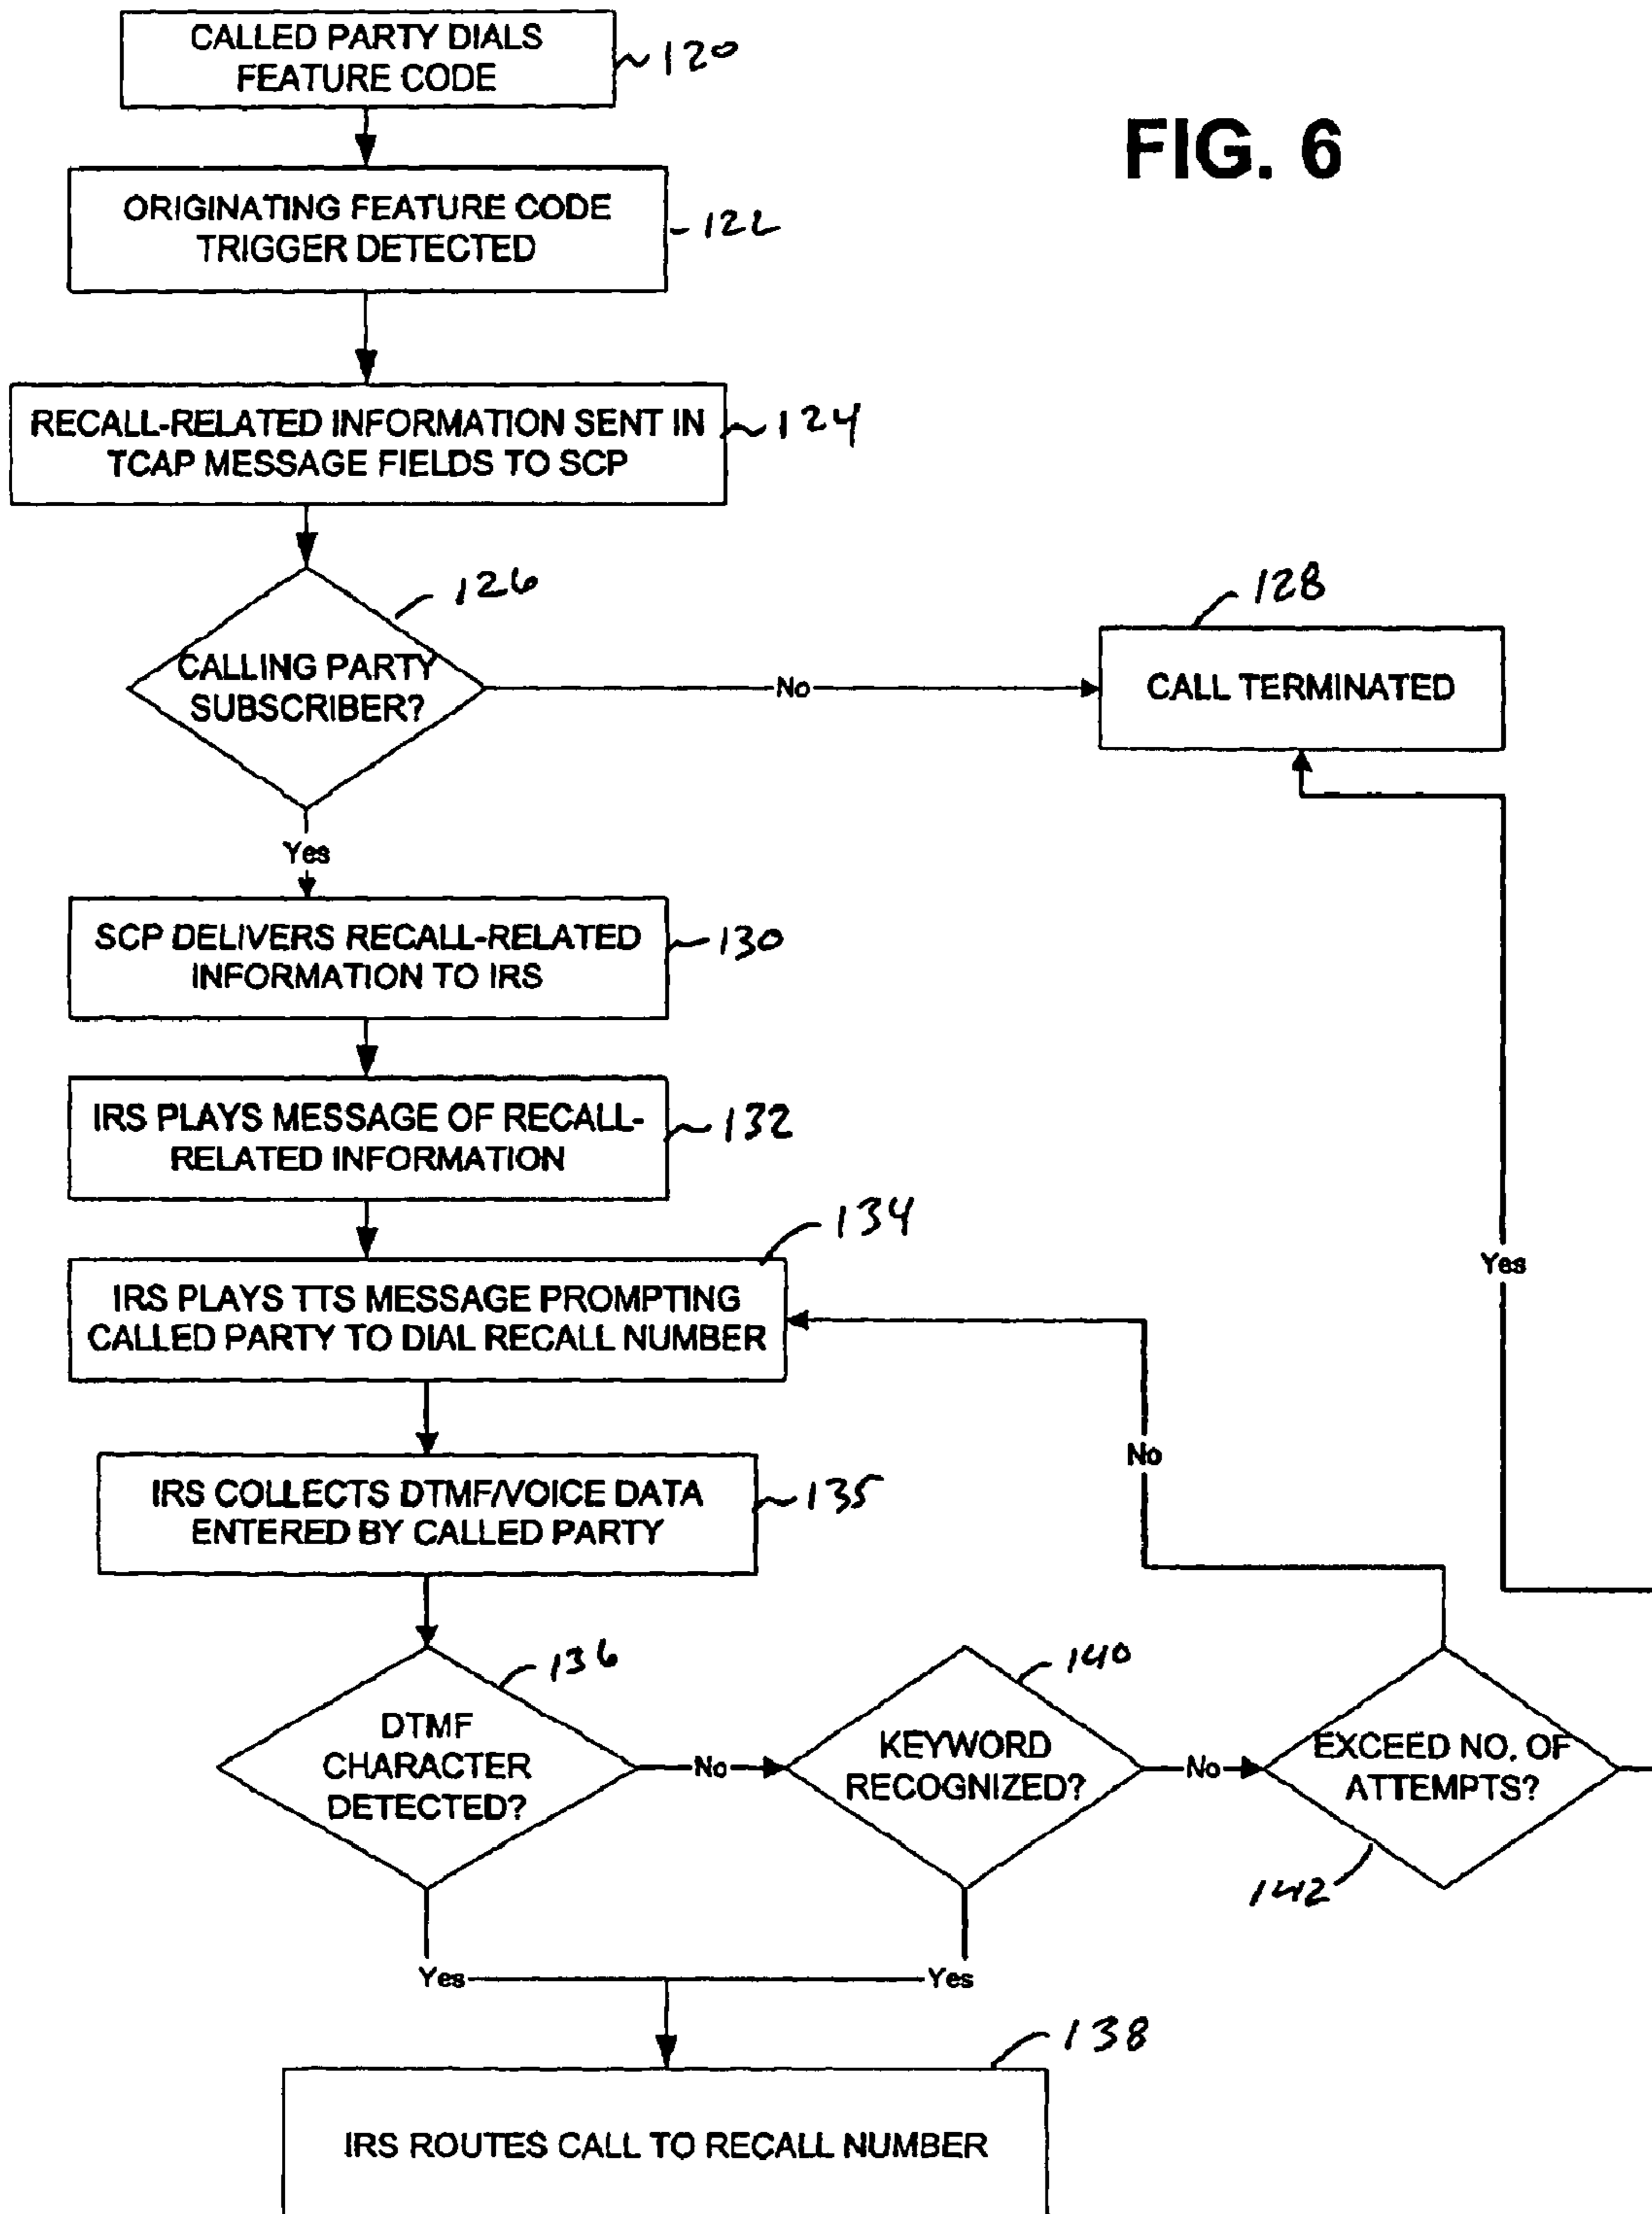 CALLED PARTY DIALS
FEATURE CODE
120
FIG. 6
ORIGINATING FEATURE CODE
TRIGGER DETECTED
122
RECALL-RELATED INFORMATION SENT IN
TCAP MESSAGE FIELDS TO SCP
124
126
CALLING PARTY
SUBSCRIBER?
No
128
CALL TERMINATED
Yes
SCP DELIVERS RECALL-RELATED
INFORMATION TO IRS
130
IRS PLAYS MESSAGE OF RECALL-
RELATED INFORMATION
132
134
IRS PLAYS TTS MESSAGE PROMPTING
CALLED PARTY TO DIAL RECALL NUMBER
Yes
No
IRS COLLECTS DTMF/VOICE DATA
ENTERED BY CALLED PARTY
135
136
DTMF
CHARACTER
DETECTED?
No
140
KEYWORD
RECOGNIZED?
No
EXCEED NO. OF
ATTEMPTS?
142
Yes
Yes
138
IRS ROUTES CALL TO RECALL NUMBER